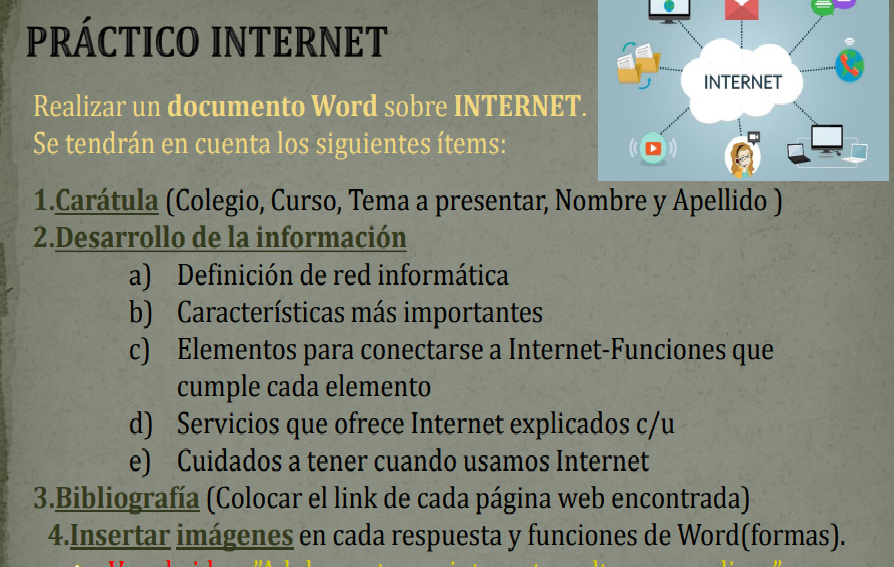 PRÁCTICO INTERNET
INTERNET
Realizar un documento Word sobre INTERNET.
Se tendrán en cuenta los siguientes ítems:
1.Carátula (Colegio, Curso, Tema a presentar, Nombre y Apellido )
2.Desarrollo de la información
a) Definición de red informática
b) Características más importantes
c) Elementos para conectarse a Internet-Funciones que
cumple cada elemento
d) Servicios que ofrece Internet explicados c/u
e) Cuidados a tener cuando usamos Internet
3.Bibliografía (Colocar el link de cada página web encontrada)
4.Insertar imágenes en cada respuesta y funciones de Word(formas).